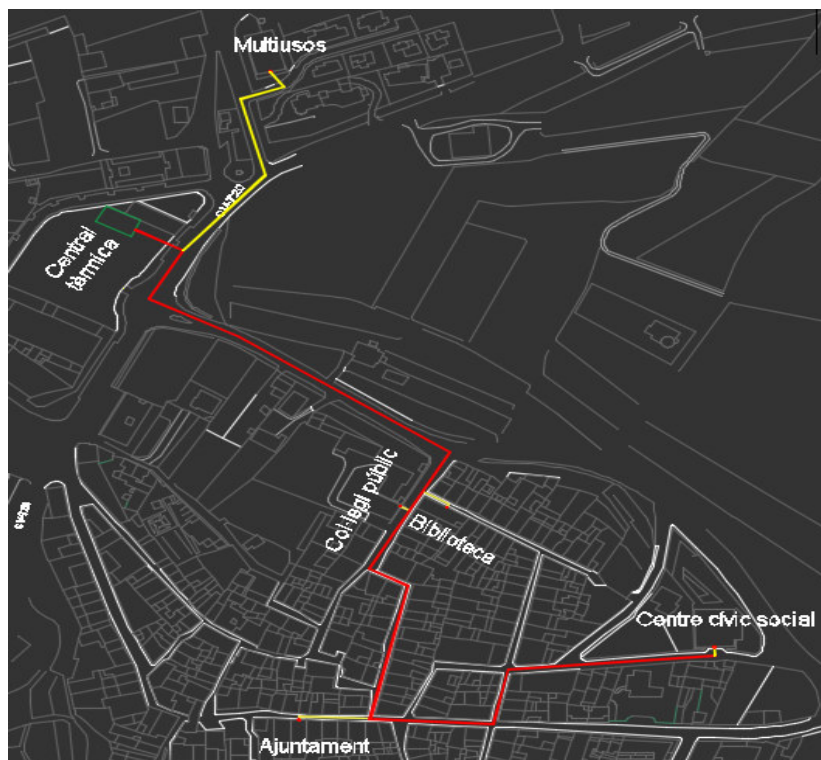 Multiusos
Central
tèrmica
Col·legi públic
Biblioteca
Centre cívic social
Ajuntament